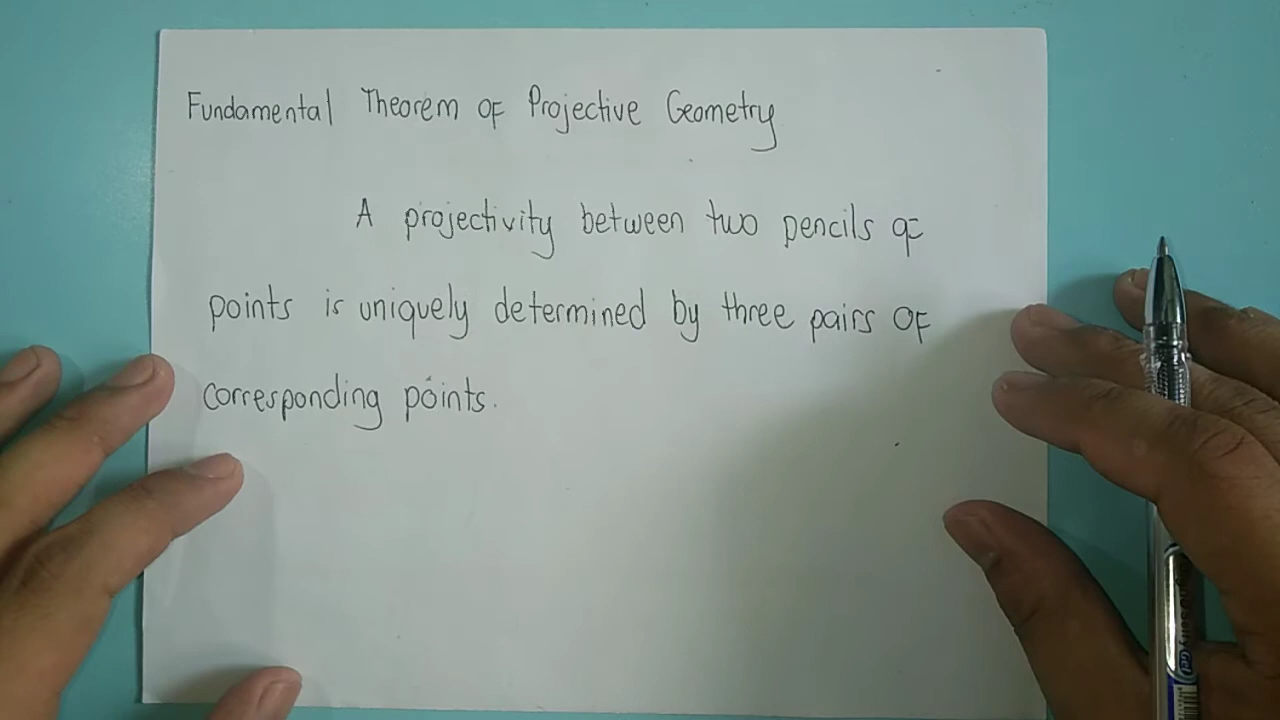 Fundamental Theorem of Projective Geometry
A projectivity between two pencils of
points is uniquely determined by three pairs of
corresponding points.